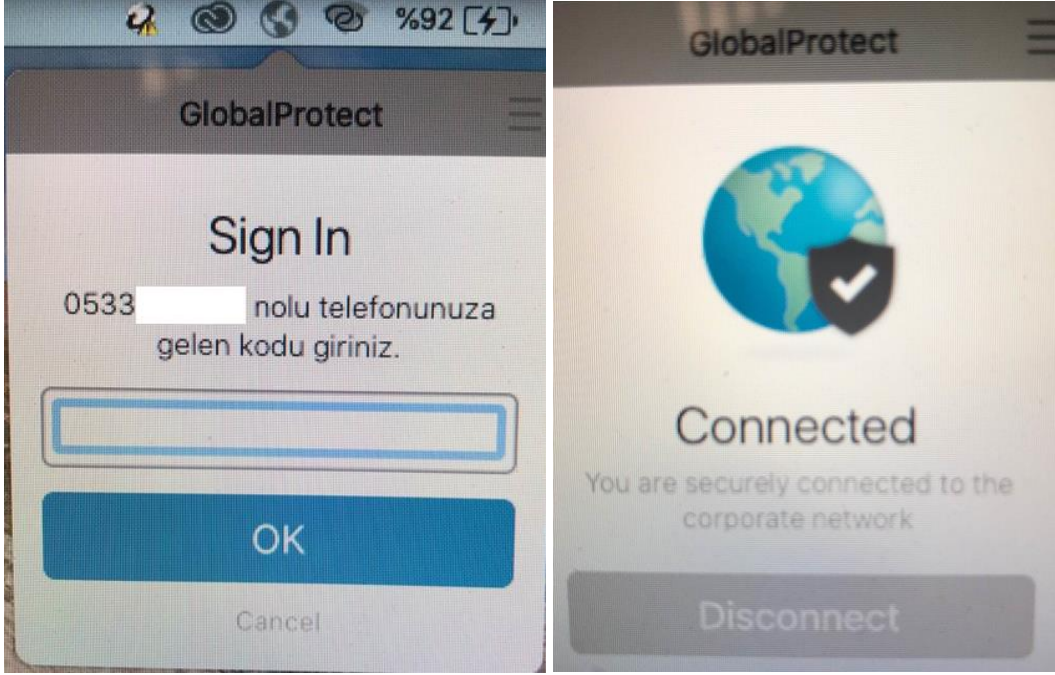 %92
GlobalProtect
Sign In
0533 nolu telefonunuza
gelen kodu giriniz.
OK
Cancel
GlobalProtect
Connected
You are securely connected to the
corporate network
Disconnect